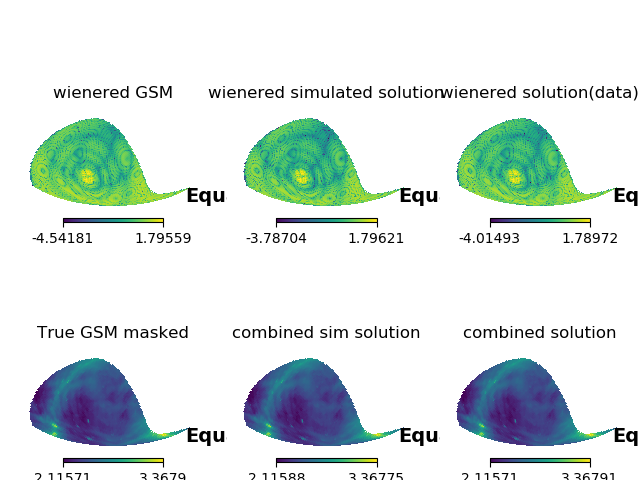 wienered GSM
wienered simulated solution
wienered solution(data)
Equ
Equ
Eq
-4.54181 1.79559
-3.78704 1.79621
-4.01493 1.78972
True GSM masked
combined sim solution
combined solution
Equ
Equ
Eq
2.11571 3.3679
2.11588 3.36775
2.11571 3.36791